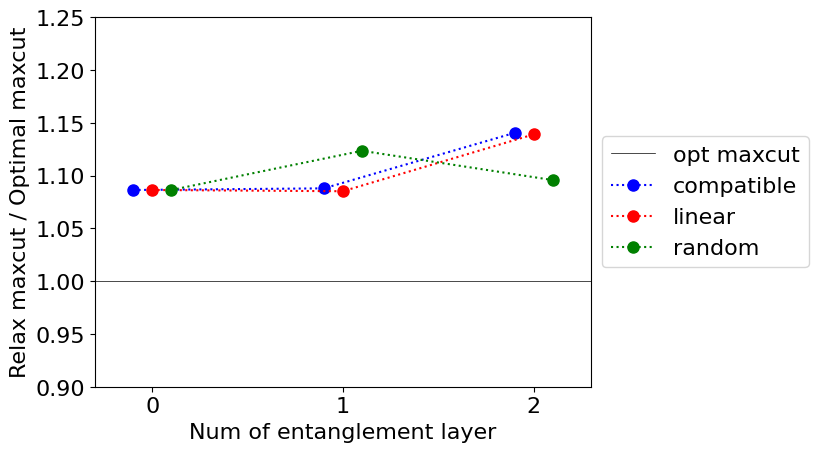 Relax maxcut / Optimal maxcut
1.25
1.20
1.15
1.10
1.05
1.00
0.95
0.90
0
1
2
Num of entanglement layer
opt maxcut
compatible
linear
random